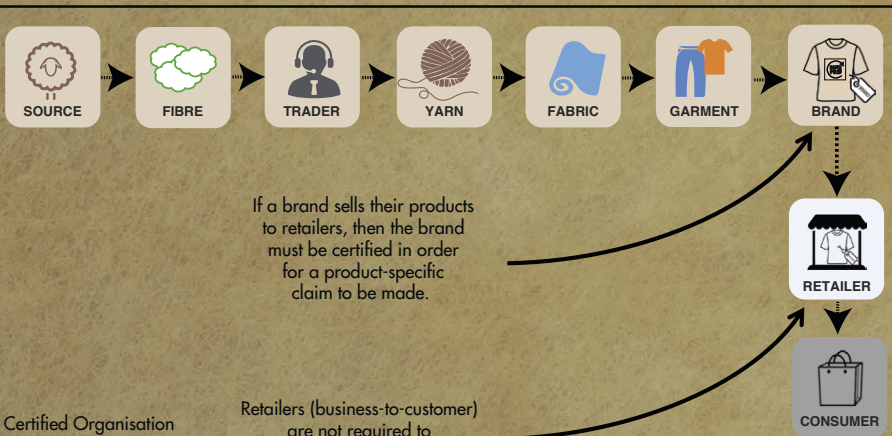 SOURCE
FIBRE
TRADER
YARN
FABRIC
GARMENT
BRAND
If a brand sells their products
to retailers, then the brand
must be certified in order
for a product-specific
claim to be made.
RETAILER
Retailers (business-to-customer)
are not required to
CONSUMER
Certified Organisation